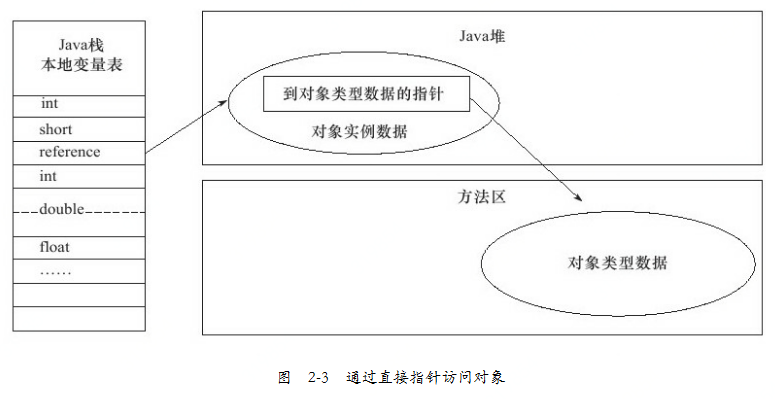 Java栈
本地变量表
int
short
reference
int
double
float
……
Java堆
到对象类型数据的指针
对象实例数据
方法区
对象类型数据
图 2-3 通过直接指针访问对象